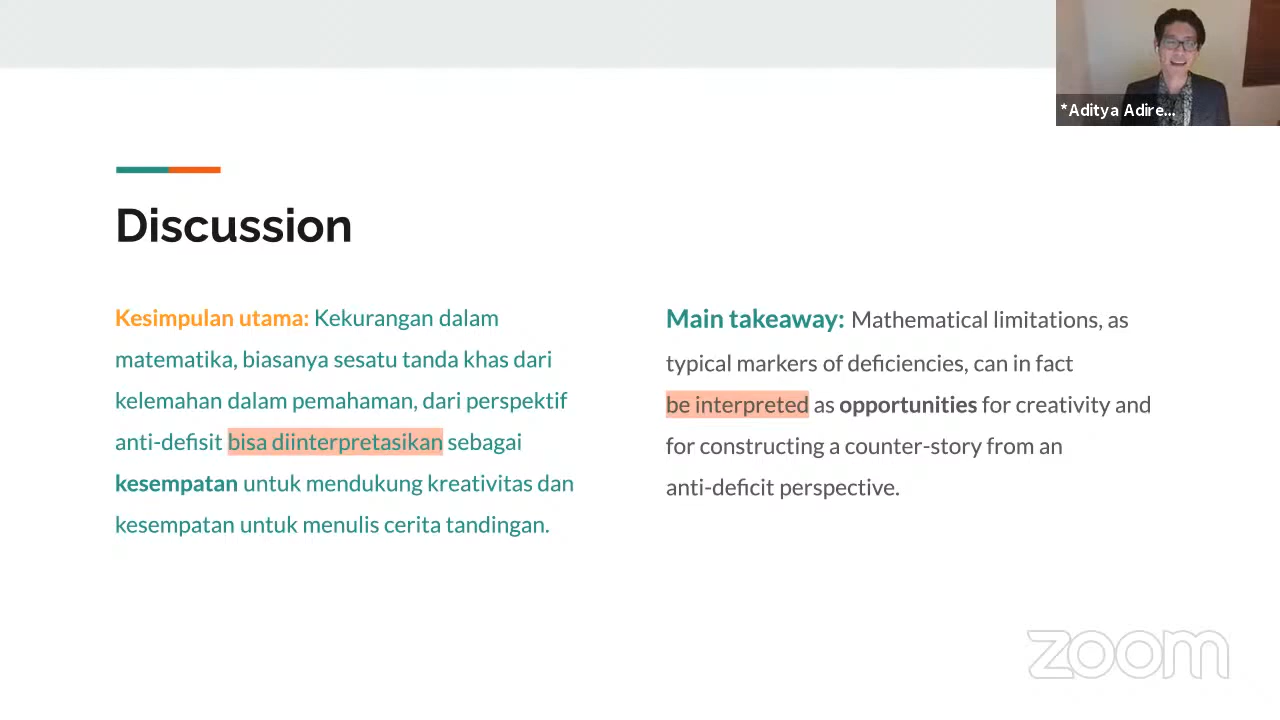 *Aditya Adire...
Discussion
Kesimpulan utama: Kekurangan dalam
matematika, biasanya sesatu tanda khas dari
kelemahan dalam pemahaman, dari perspektif
anti-defisit bisa diinterpretasikan sebagai
kesempatan untuk mendukung kreativitas dan
kesempatan untuk menulis cerita tandingan.
Main takeaway: Mathematical limitations, as
typical markers of deficiencies, can in fact
be interpreted as opportunities for creativity and
for constructing a counter-story from an
anti-deficit perspective.
zoom